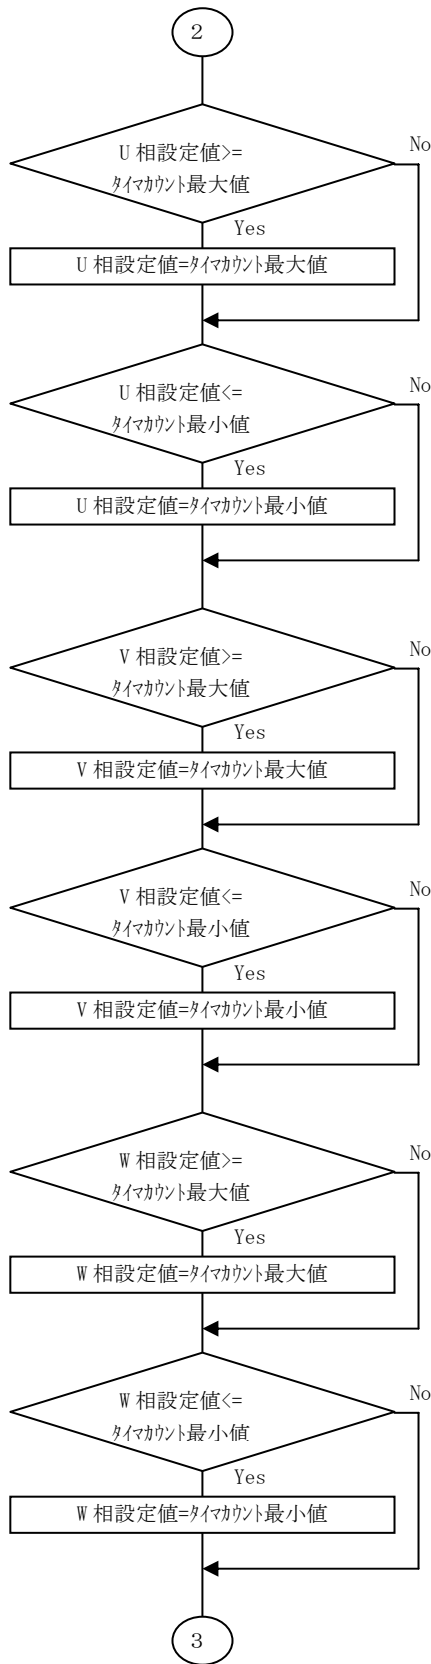 2
U 相設定値>=
ﾀｲﾏｶｳﾝﾄ最大値
No
Yes
U 相設定値=ﾀｲﾏｶｳﾝﾄ最大値
U 相設定値<=
ﾀｲﾏｶｳﾝﾄ最小値
No
Yes
U 相設定値=ﾀｲﾏｶｳﾝﾄ最小値
V 相設定値>=
ﾀｲﾏｶｳﾝﾄ最大値
No
Yes
V 相設定値=ﾀｲﾏｶｳﾝﾄ最大値
V 相設定値<=
ﾀｲﾏｶｳﾝﾄ最小値
No
Yes
V 相設定値=ﾀｲﾏｶｳﾝﾄ最小値
W 相設定値>=
ﾀｲﾏｶｳﾝﾄ最大値
No
Yes
W 相設定値=ﾀｲﾏｶｳﾝﾄ最大値
W 相設定値<=
ﾀｲﾏｶｳﾝﾄ最小値
No
Yes
W 相設定値=ﾀｲﾏｶｳﾝﾄ最小値
3